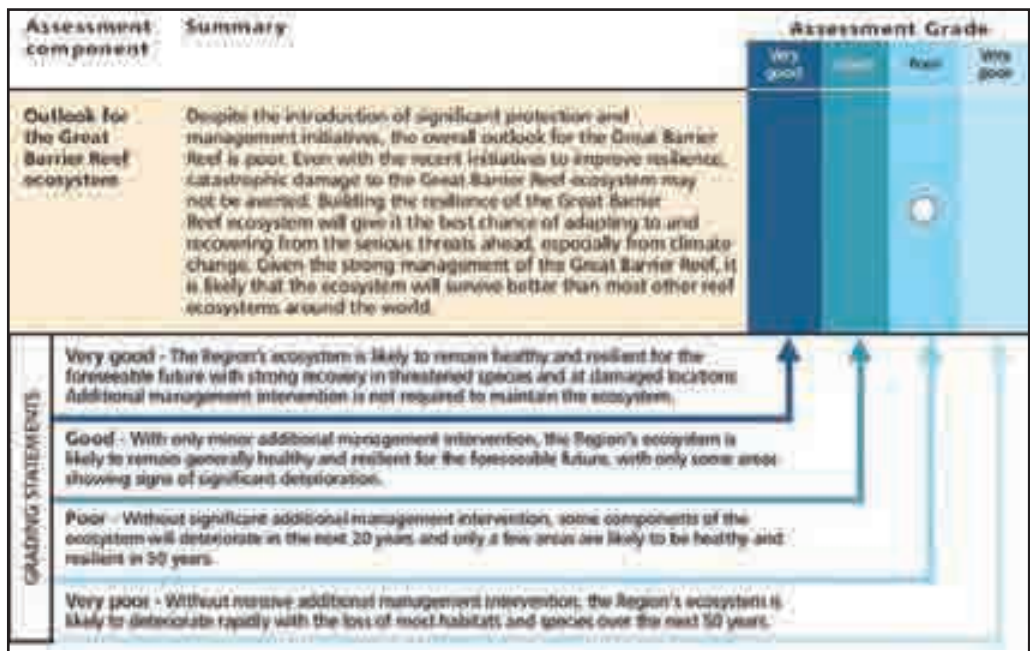 Assessment component
Summary
Assessment Grade
Very good
Poor
Very poor
Outlook for
the Great
Barrier Reef
ecosystem
Despite the introduction of significant protection and
management initiatives, the overall outlook for the Great Barrier
Reef is poor. Even with the recent initiatives to improve resilience,
catastrophic damage to the Great Barrier Reef ecosystem may
not be averted. Building the resilience of the Great Barrier
Reef ecosystem will give it the best chance of adapting to and
recovering from the serious threats ahead, especially from climate
change. Given the strong management of the Great Barrier Reef, it
is likely that the ecosystem will survive better than most other reef
ecosystems around the world.
GRADING STATEMENTS
Very good - The Region's ecosystem is likely to remain healthy and resilient for the
foreseeable future with strong recovery in threatened species and at damaged locations
Additional management intervention is not required to maintain the ecosystem.
Good - With only minor additional management intervention, the Region's ecosystem is
likely to remain generally healthy and resilient for the foreseeable future, with only some areas
showing signs of significant deterioration.
Poor - Without significant additional management intervention, some components of the
ecosystem will deteriorate in the next 20 years and only a few areas are likely to be healthy and
resilient in 50 years.
Very poor - Without massive additional management intervention, the Region's ecosystem is
likely to deteriorate rapidly with the loss of most habitats and species over the next 50 years.